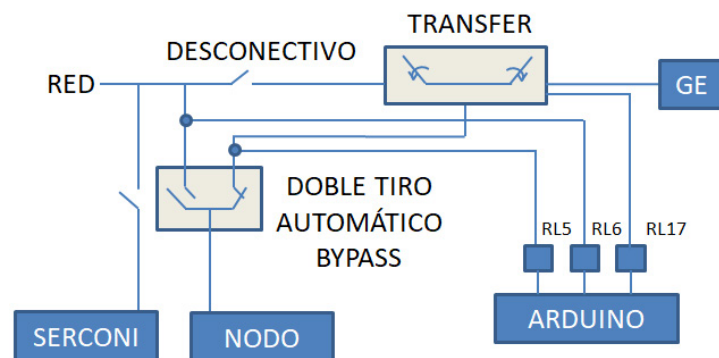 TRANSFER
DESCONECTIVO
RED
GE
DOBLE TIRO
AUTOMÁTICO
BYPASS
RL5 RL6 RL17
SERCONI
NODO
ARDUINO